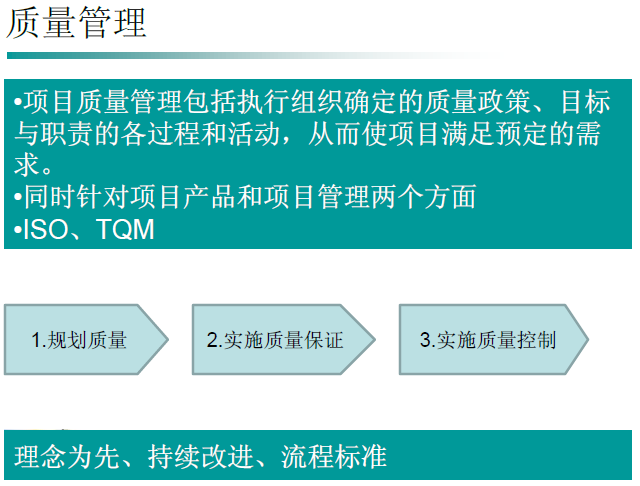 质量管理
•项目质量管理包括执行组织确定的质量政策、目标
与职责的各过程和活动，从而使项目满足预定的需
求。
•同时针对项目产品和项目管理两个方面
•ISO、TQM
1.规划质量
2.实施质量保证
3.实施质量控制
理念为先、持续改进、流程标准